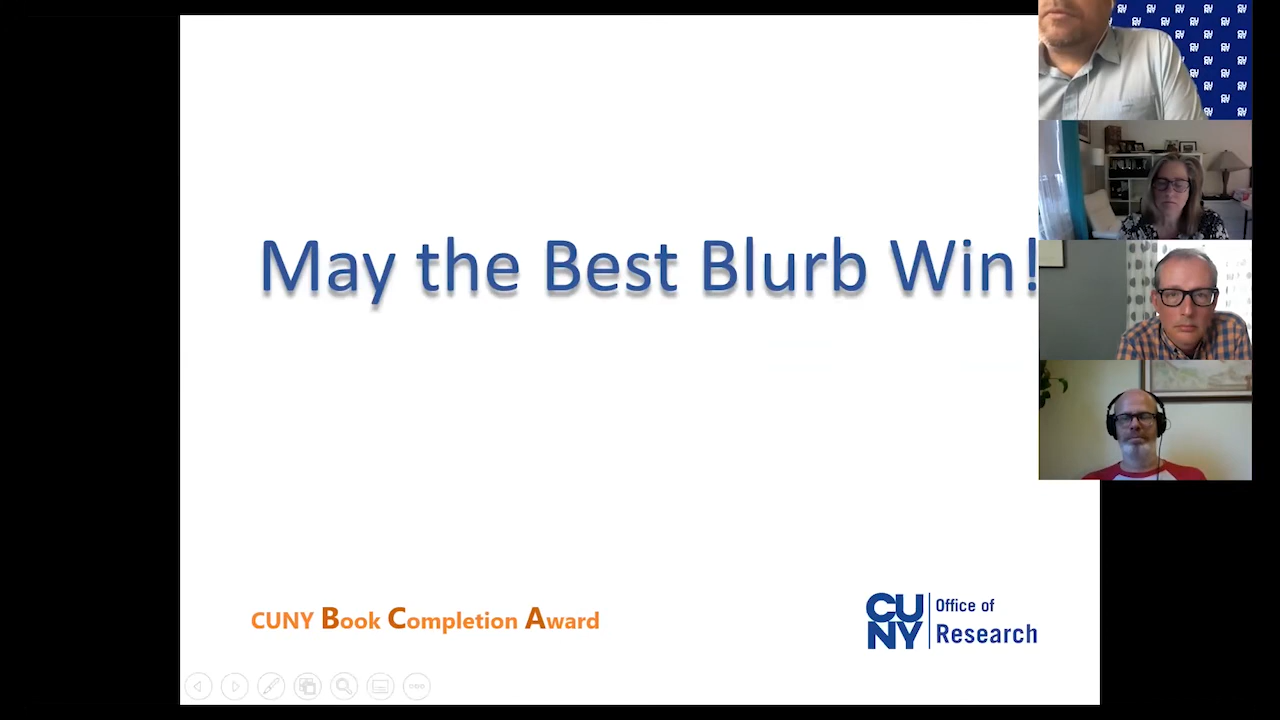 May the Best Blurb Win!
CUNY Book Completion Award
CU
NY
Office of
Research